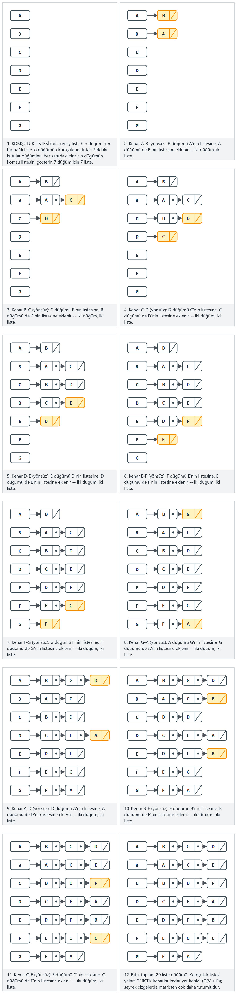 A
B
C
D
E
F
G
1. KOMŞULUK LİSTESİ (adjacency list): her düğüm için
bir bağlı liste, o düğümün komşularını tutar. Soldaki
kutular düğümleri, her satırdaki zincir o düğümün
komşu listesini gösterir. 7 düğüm için 7 liste.
A B
B A
C
D
E
F
G
2. Kenar A-B (yönsüz): B düğümü A'nin listesine, A
düğümü de B'nin listesine eklenir -- iki düğüm, iki
liste.
A B
B A C
C B
D
E
F
G
3. Kenar B-C (yönsüz): C düğümü B'nin listesine, B
düğümü de C'nin listesine eklenir -- iki düğüm, iki
liste.
A B
B A C
C B D
D C
E
F
G
4. Kenar C-D (yönsüz): D düğümü C'nin listesine, C
düğümü de D'nin listesine eklenir -- iki düğüm, iki
liste.
A B
B A C
C B D
D C E
E D
F
G
5. Kenar D-E (yönsüz): E düğümü D'nin listesine, D
düğümü de E'nin listesine eklenir -- iki düğüm, iki
liste.
A B
B A C
C B D
D C E
E D F
F E
G
6. Kenar E-F (yönsüz): F düğümü E'nin listesine, E
düğümü de F'nin listesine eklenir -- iki düğüm, iki
liste.
A B
B A C
C B D
D C E
E D F
F E G
G F
7. Kenar F-G (yönsüz): G düğümü F'nin listesine, F
düğümü de G'nin listesine eklenir -- iki düğüm, iki
liste.
A B G
B A C
C B D
D C E
E D F
F E G
G F A
8. Kenar G-A (yönsüz): A düğümü G'nin listesine, G
düğümü de A'nin listesine eklenir -- iki düğüm, iki
liste.
A B G D
B A C
C B D
D C E A
E D F
F E G
G F A
9. Kenar A-D (yönsüz): D düğümü A'nin listesine, A
düğümü de D'nin listesine eklenir -- iki düğüm, iki
liste.
A B G D
B A C E
C B D
D C E A
E D F B
F E G
G F A
10. Kenar B-E (yönsüz): E düğümü B'nin listesine, B
düğümü de E'nin listesine eklenir -- iki düğüm, iki
liste.
A B G D
B A C E
C B D F
D C E A
E D F B
F E G C
G F A
11. Kenar C-F (yönsüz): F düğümü C'nin listesine, C
düğümü de F'nin listesine eklenir -- iki düğüm, iki
liste.
A B G D
B A C E
C B D F
D C E A
E D F B
F E G C
G F A
12. Bitti: toplam 20 liste düğümü. Komşuluk listesi
yalnız GERÇEK kenarlar kadar yer kaplar (O(V + E));
seyrek çizgelerde matristen çok daha tutumludur.